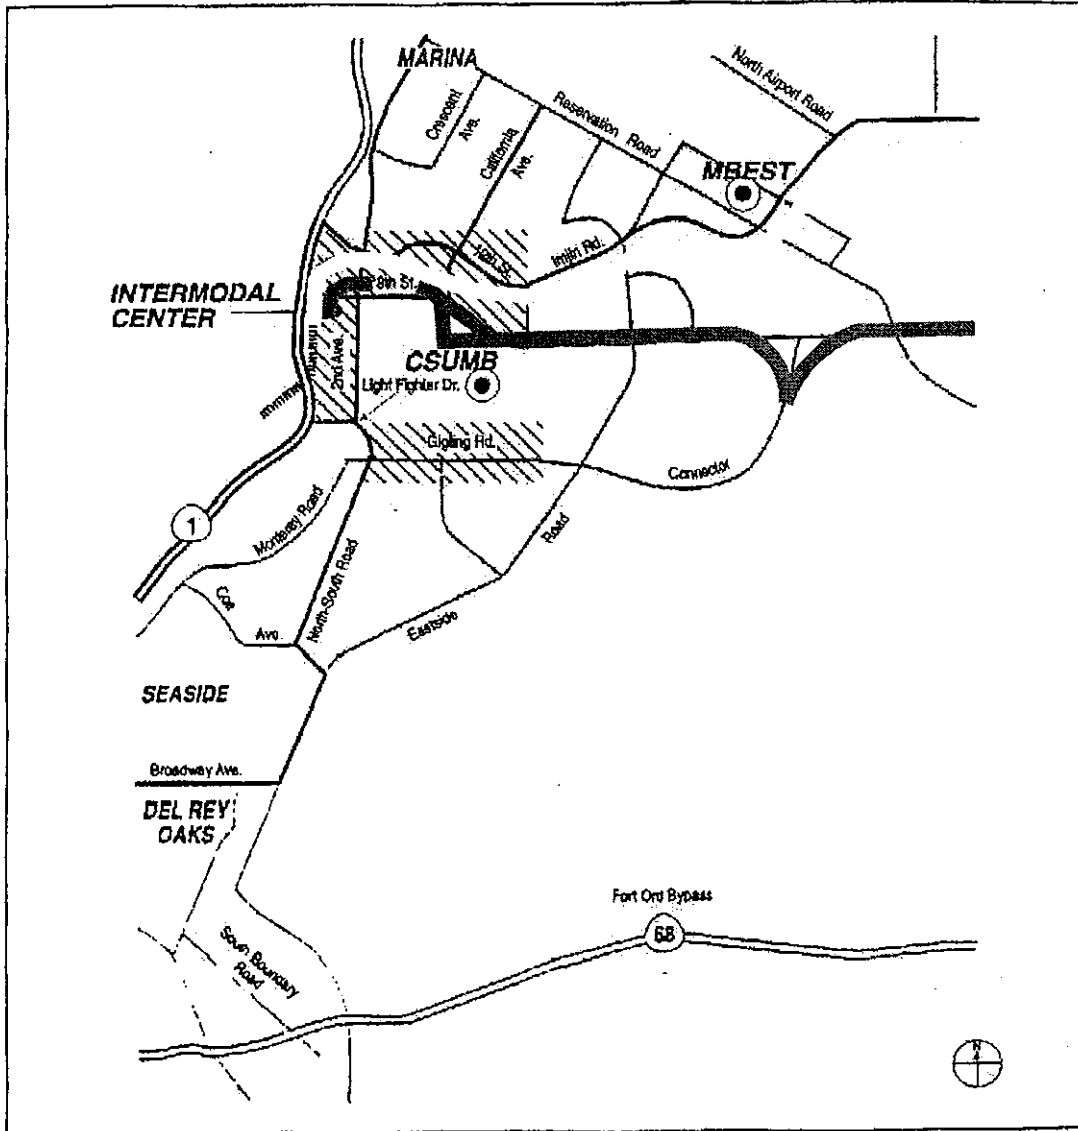 MARINA
North Airport Road
Crescent
Ave.
California
Ave.
Reservation Road
MBEST
12th St.
Imjin Rd.
INTERMODAL
CENTER
8th St.
2nd Ave.
CSUMB
Light Fighter Dr.
Gigling Rd.
Connector
1
Monterey Road
North-South Road
Road
Coe
Ave.
Eastside
SEASIDE
Broadway Ave.
DEL REY
OAKS
Fort Ord Bypass
68
South Boundary
Road
N